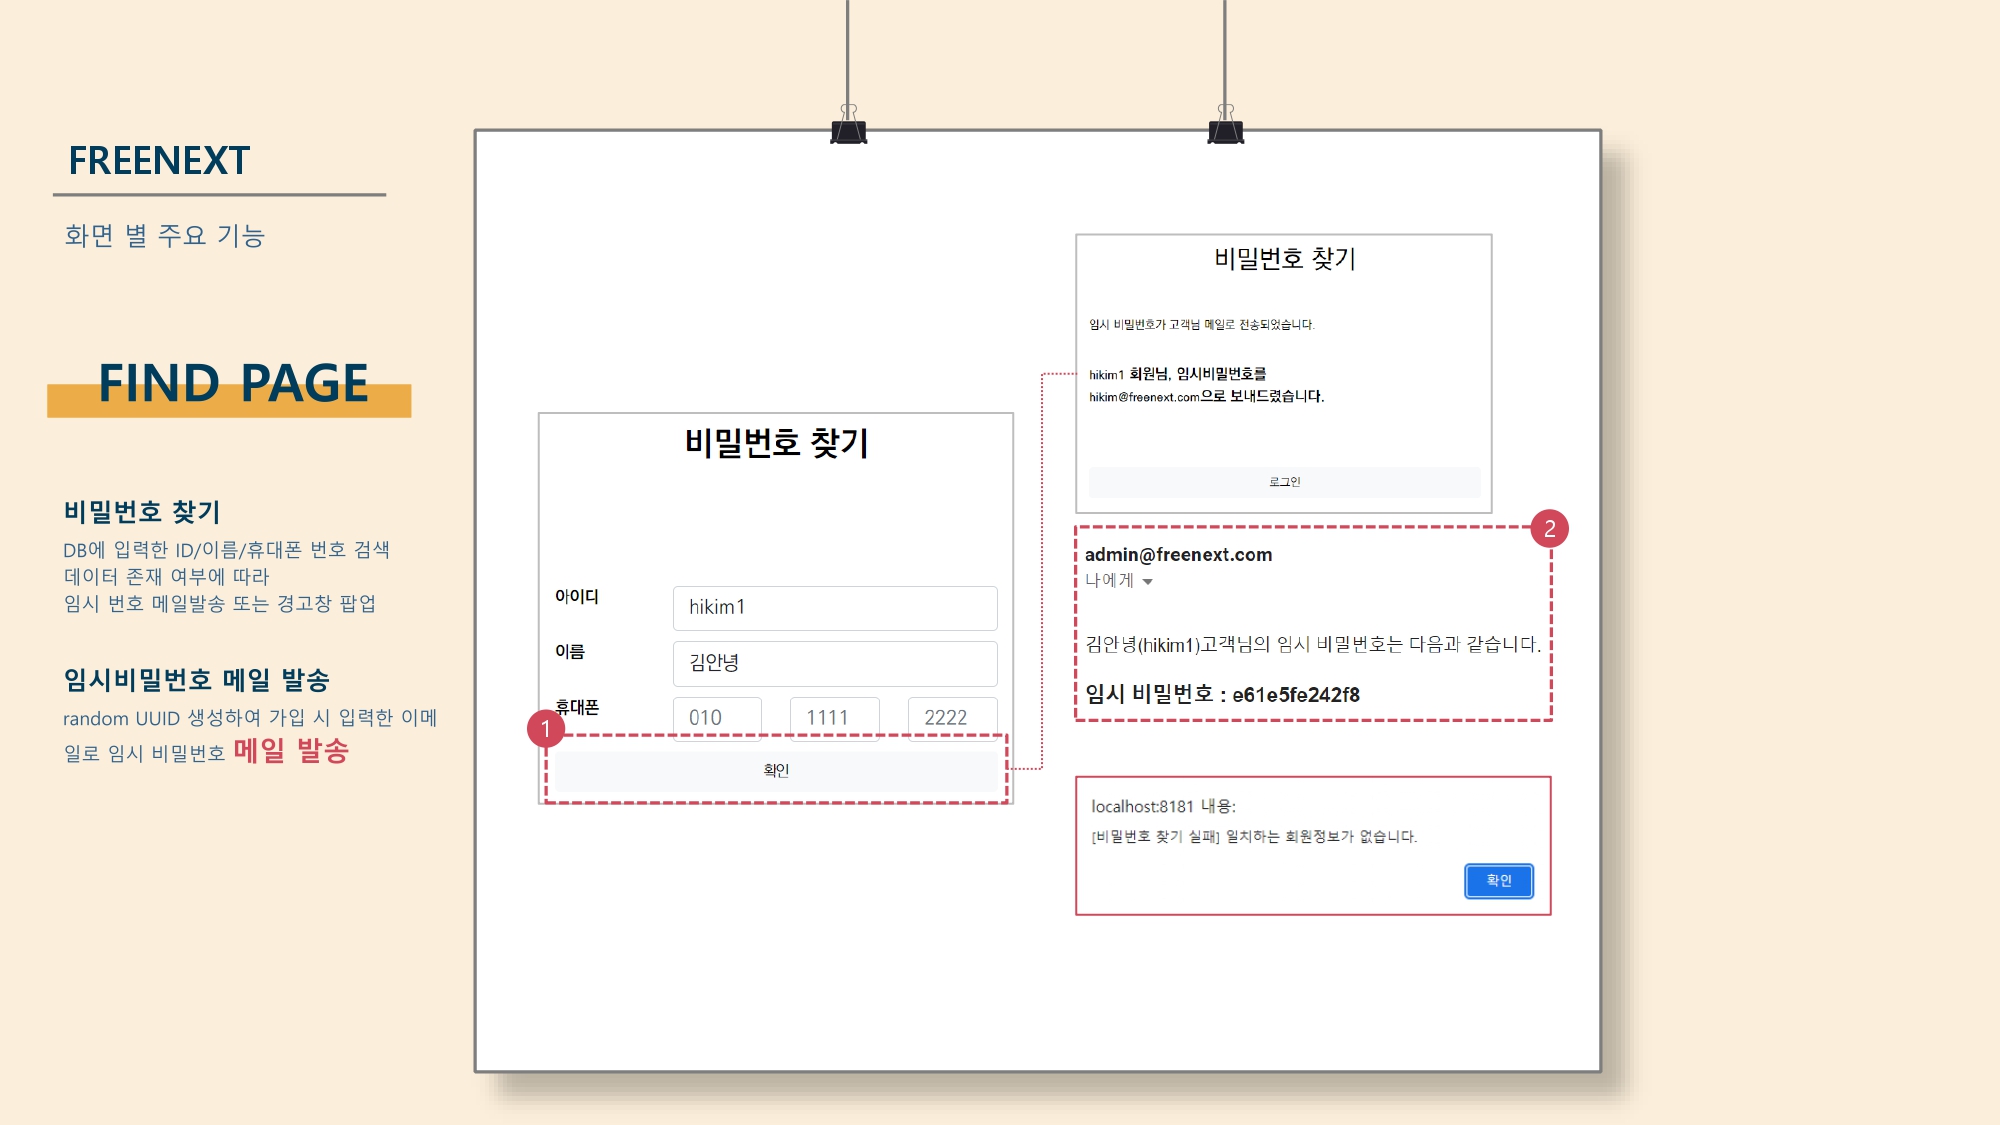 FREENEXT
화면 별 주요 기능
FIND PAGE
비밀번호 찾기
DB에 입력한 ID/이름/휴대폰 번호 검색
데이터 존재 여부에 따라
임시 번호 메일발송 또는 경고창 팝업
임시비밀번호 메일 발송
random UUID 생성하여 가입 시 입력한 이메
일로 임시 비밀번호 메일 발송
비밀번호 찾기
아이디
hikim1
이름
김안녕
휴대폰
010 1111 2222
1
확인
비밀번호 찾기
임시 비밀번호가 고객님 메일로 전송되었습니다.
hikim1 회원님, 임시비밀번호를
hikim@freenext.com으로 보내드렸습니다.
로그인
2
admin@freenext.com
나에게
김안녕(hikim1)고객님의 임시 비밀번호는 다음과 같습니다.
임시 비밀번호 : e61e5fe242f8
localhost:8181 내용:
[비밀번호 찾기 실패] 일치하는 회원정보가 없습니다.
확인